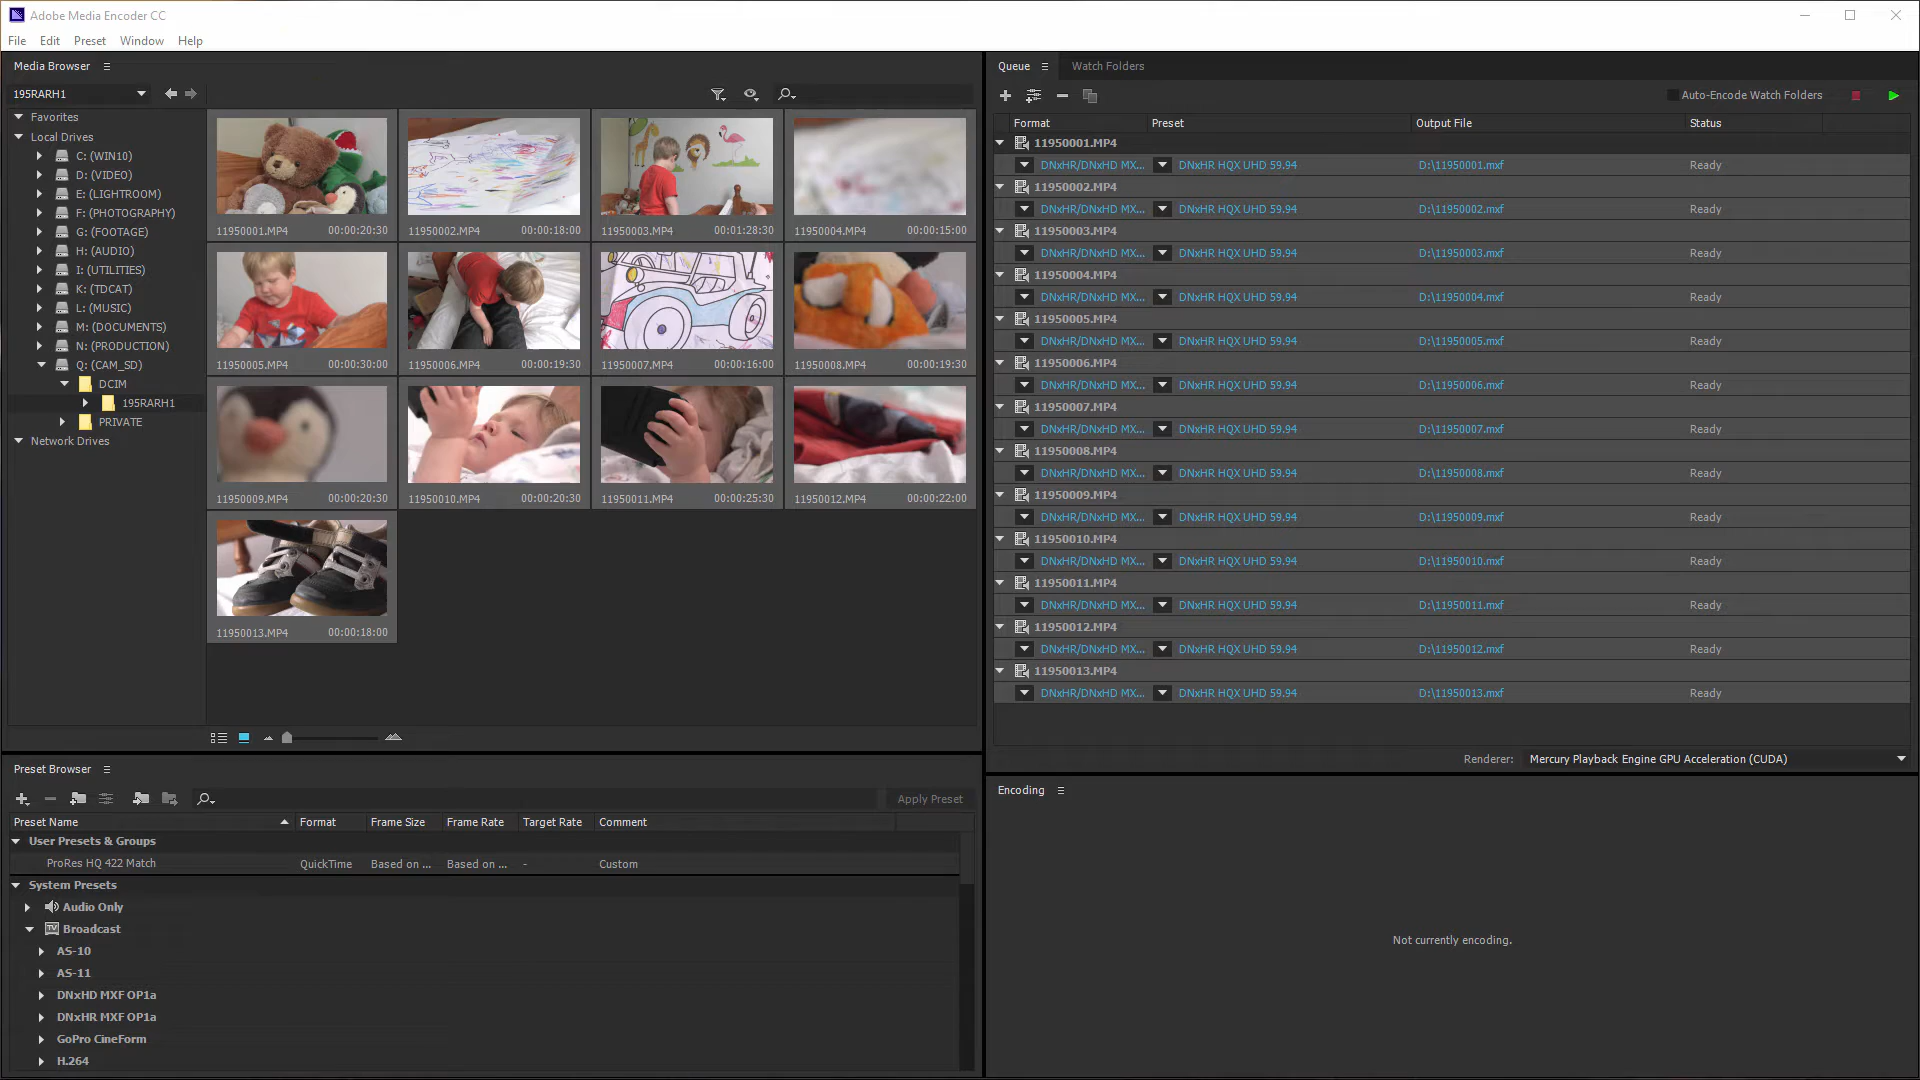 Adobe Media Encoder CC
File Edit Preset Window Help
Media Browser
195RARH1
Favorites
Local Drives
C: (WIN10)
D: (VIDEO)
E: (LIGHTROOM)
F: (PHOTOGRAPHY)
G: (FOOTAGE)
H: (AUDIO)
I: (UTILITIES)
K: (TDCAT)
L: (MUSIC)
M: (DOCUMENTS)
N: (PRODUCTION)
Q: (CAM_SD)
DCIM
195RARH1
PRIVATE
Network Drives
11950001.MP4 00:00:20:30 11950002.MP4 00:00:18:00 11950003.MP4 00:01:28:30 11950004.MP4 00:00:15:00
11950005.MP4 00:00:30:00 11950006.MP4 00:00:19:30 11950007.MP4 00:00:16:00 11950008.MP4 00:00:19:30
11950009.MP4 00:00:20:30 11950010.MP4 00:00:20:30 11950011.MP4 00:00:25:30 11950012.MP4 00:00:22:00
11950013.MP4 00:00:18:00
Preset Browser
Apply Preset
Preset Name Format Frame Size Frame Rate Target Rate Comment
User Presets & Groups
ProRes HQ 422 Match QuickTime Based on ... Based on ... - Custom
System Presets
Audio Only
TV Broadcast
AS-10
AS-11
DNxHD MXF OP1a
DNxHR MXF OP1a
GoPro CineForm
H.264
Queue Watch Folders
Auto-Encode Watch Folders
Format Preset Output File Status
11950001.MP4
DNxHR/DNxHD MX... DNxHR HQX UHD 59.94 D:\11950001.mxf Ready
11950002.MP4
DNxHR/DNxHD MX... DNxHR HQX UHD 59.94 D:\11950002.mxf Ready
11950003.MP4
DNxHR/DNxHD MX... DNxHR HQX UHD 59.94 D:\11950003.mxf Ready
11950004.MP4
DNxHR/DNxHD MX... DNxHR HQX UHD 59.94 D:\11950004.mxf Ready
11950005.MP4
DNxHR/DNxHD MX... DNxHR HQX UHD 59.94 D:\11950005.mxf Ready
11950006.MP4
DNxHR/DNxHD MX... DNxHR HQX UHD 59.94 D:\11950006.mxf Ready
11950007.MP4
DNxHR/DNxHD MX... DNxHR HQX UHD 59.94 D:\11950007.mxf Ready
11950008.MP4
DNxHR/DNxHD MX... DNxHR HQX UHD 59.94 D:\11950008.mxf Ready
11950009.MP4
DNxHR/DNxHD MX... DNxHR HQX UHD 59.94 D:\11950009.mxf Ready
11950010.MP4
DNxHR/DNxHD MX... DNxHR HQX UHD 59.94 D:\11950010.mxf Ready
11950011.MP4
DNxHR/DNxHD MX... DNxHR HQX UHD 59.94 D:\11950011.mxf Ready
11950012.MP4
DNxHR/DNxHD MX... DNxHR HQX UHD 59.94 D:\11950012.mxf Ready
11950013.MP4
DNxHR/DNxHD MX... DNxHR HQX UHD 59.94 D:\11950013.mxf Ready
Renderer: Mercury Playback Engine GPU Acceleration (CUDA)
Encoding
Not currently encoding.